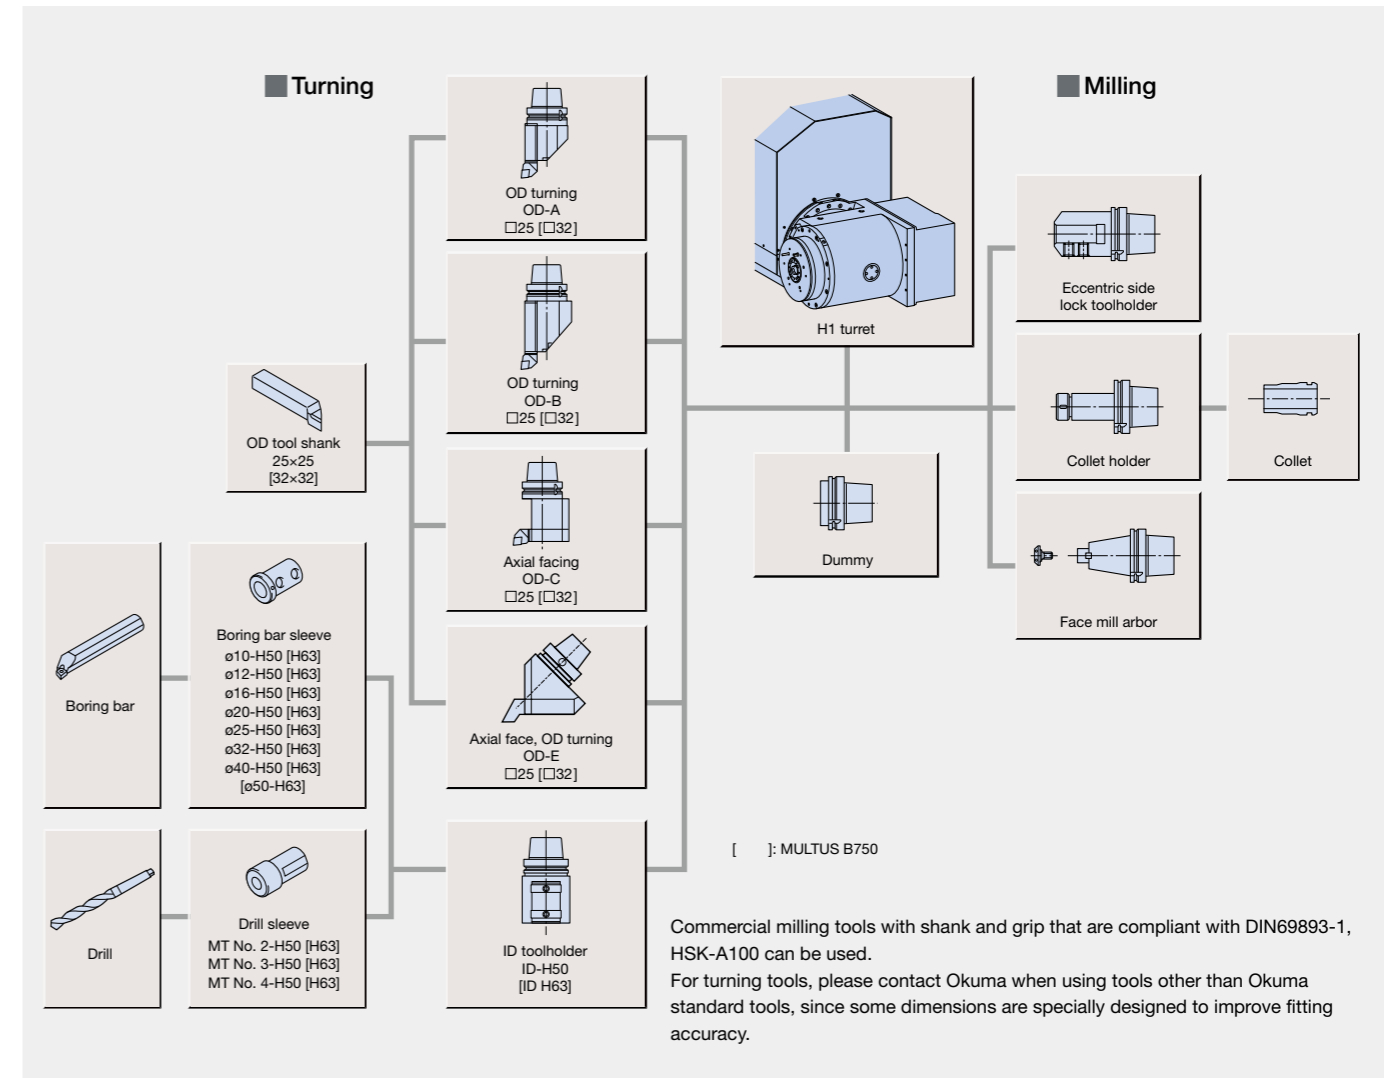 Turning
Milling
OD turning
OD-A
□25 [□32]
H1 turret
Eccentric side
lock toolholder
OD turning
OD-B
□25 [□32]
OD tool shank
25×25
[32×32]
Collet holder
Collet
Axial facing
OD-C
□25 [□32]
Dummy
Face mill arbor
Boring bar
Boring bar sleeve
ø10-H50 [H63]
ø12-H50 [H63]
ø16-H50 [H63]
ø20-H50 [H63]
ø25-H50 [H63]
ø32-H50 [H63]
ø40-H50 [H63]
[ø50-H63]
Axial face, OD turning
OD-E
□25 [□32]
Drill
Drill sleeve
MT No. 2-H50 [H63]
MT No. 3-H50 [H63]
MT No. 4-H50 [H63]
ID toolholder
ID-H50
[ID H63]
[ ]: MULTUS B750
Commercial milling tools with shank and grip that are compliant with DIN69893-1,
HSK-A100 can be used.
For turning tools, please contact Okuma when using tools other than Okuma
standard tools, since some dimensions are specially designed to improve fitting
accuracy.